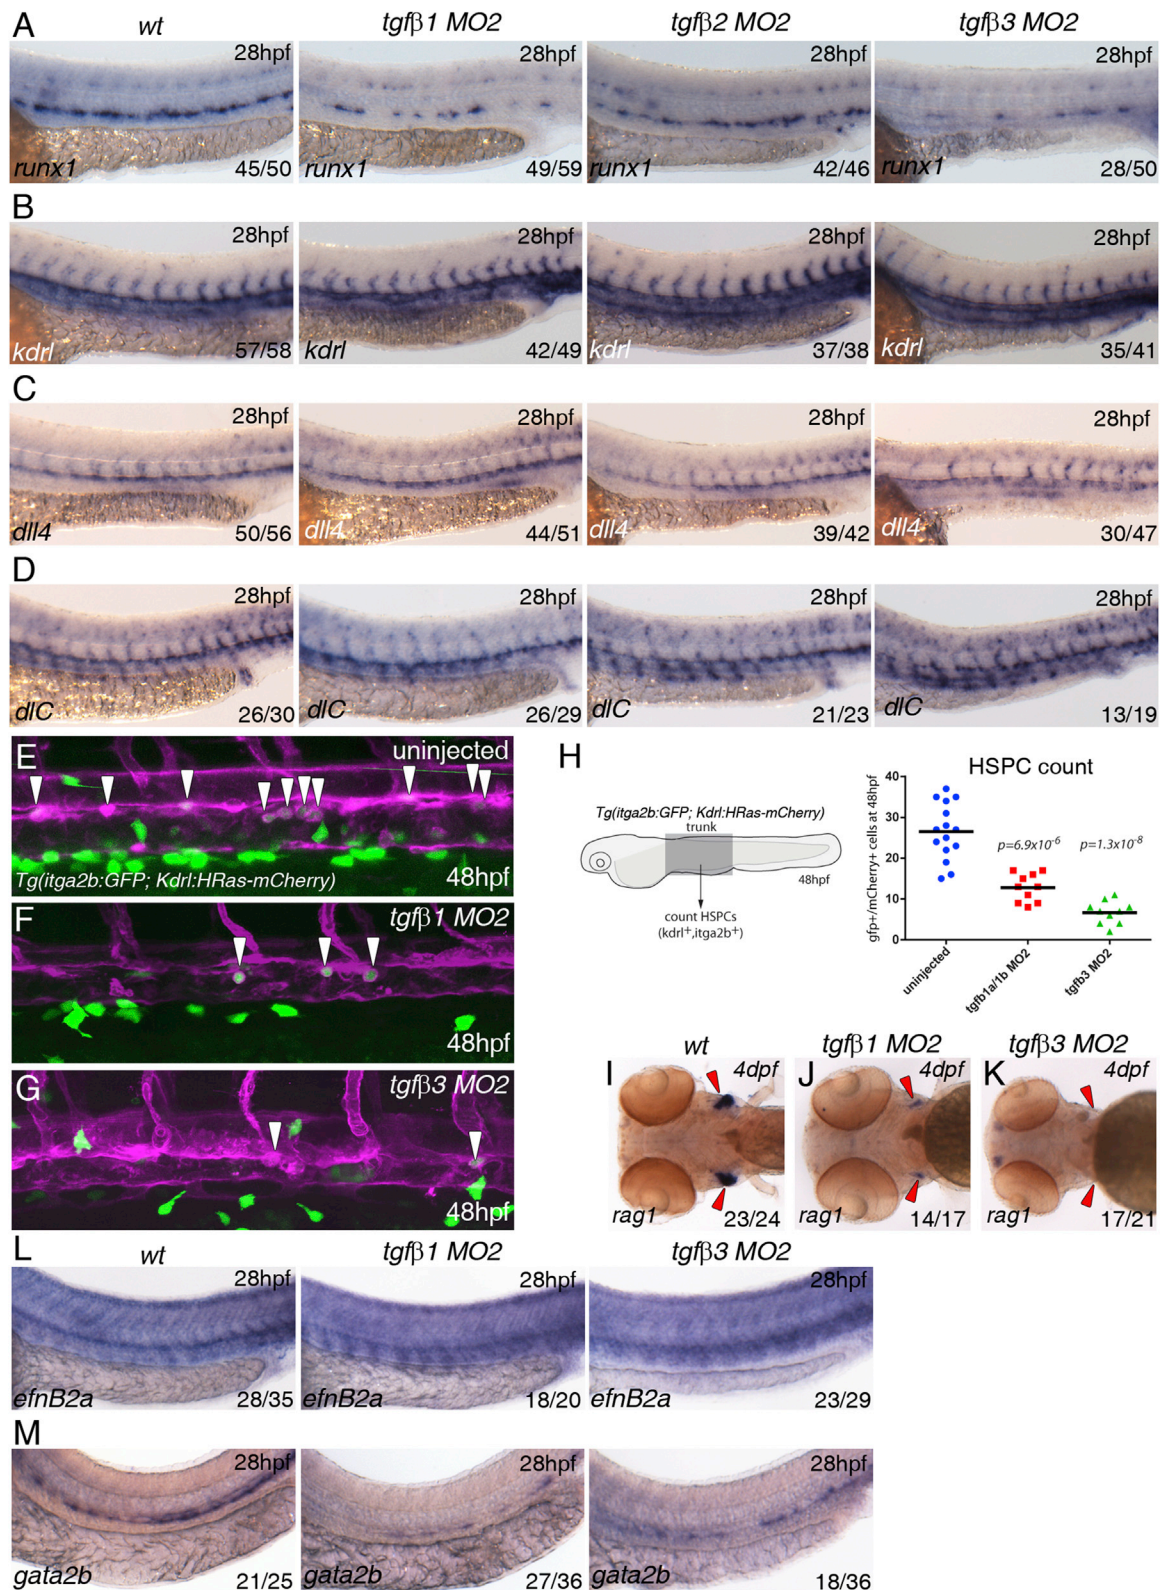 A
wt
tgfβ1 MO2
tgfβ2 MO2
tgfβ3 MO2
28hpf
28hpf
28hpf
28hpf
runx1
45/50
runx1
49/59
runx1
42/46
runx1
28/50
B
28hpf
28hpf
28hpf
28hpf
kdrl
57/58
kdrl
42/49
kdrl
37/38
kdrl
35/41
C
28hpf
28hpf
28hpf
28hpf
dll4
50/56
dll4
44/51
dll4
39/42
dll4
30/47
D
28hpf
28hpf
28hpf
28hpf
dlC
26/30
dlC
26/29
dlC
21/23
dlC
13/19
E
uninjected
Tg(itga2b:GFP; Kdrl:HRas-mCherry)
48hpf
F
tgfβ1 MO2
48hpf
G
tgfβ3 MO2
48hpf
H
Tg(itga2b:GFP; Kdrl:HRas-mCherry)
trunk
48hpf
count HSPCs
(kdrl+,itga2b+)
HSPC count
gfp+/mCherry+ cells at 48hpf
40
30
20
10
0
p=6.9x10-6
p=1.3x10-8
uninjected
tgfb1a/1b MO2
tgfb3 MO2
wt
tgfβ1 MO2
tgfβ3 MO2
I
4dpf
J
4dpf
K
4dpf
rag1
23/24
rag1
14/17
rag1
17/21
L
wt
tgfβ1 MO2
tgfβ3 MO2
28hpf
28hpf
28hpf
efnB2a
28/35
efnB2a
18/20
efnB2a
23/29
M
28hpf
28hpf
28hpf
gata2b
21/25
gata2b
27/36
gata2b
18/36